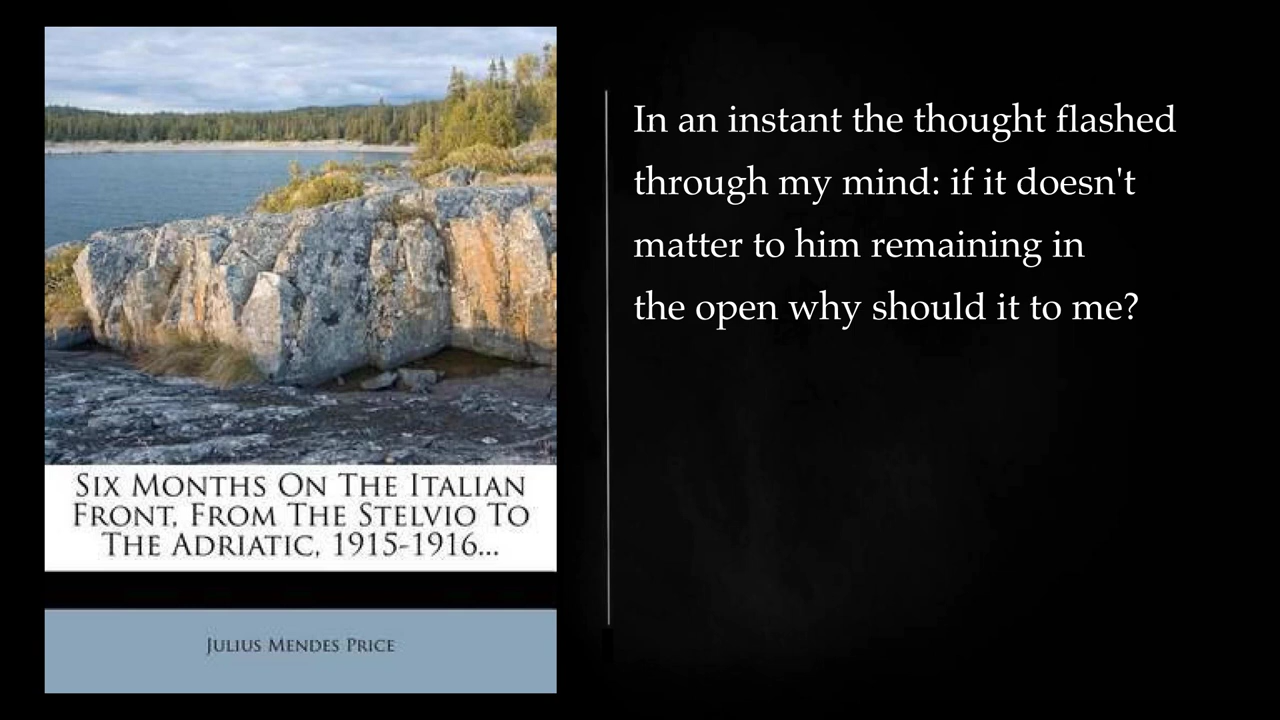 SIX MONTHS ON THE ITALIAN
FRONT, FROM THE STELVIO TO
THE ADRIATIC, 1915-1916...
JULIUS MENDES PRICE
In an instant the thought flashed
through my mind: if it doesn't
matter to him remaining in
the open why should it to me?